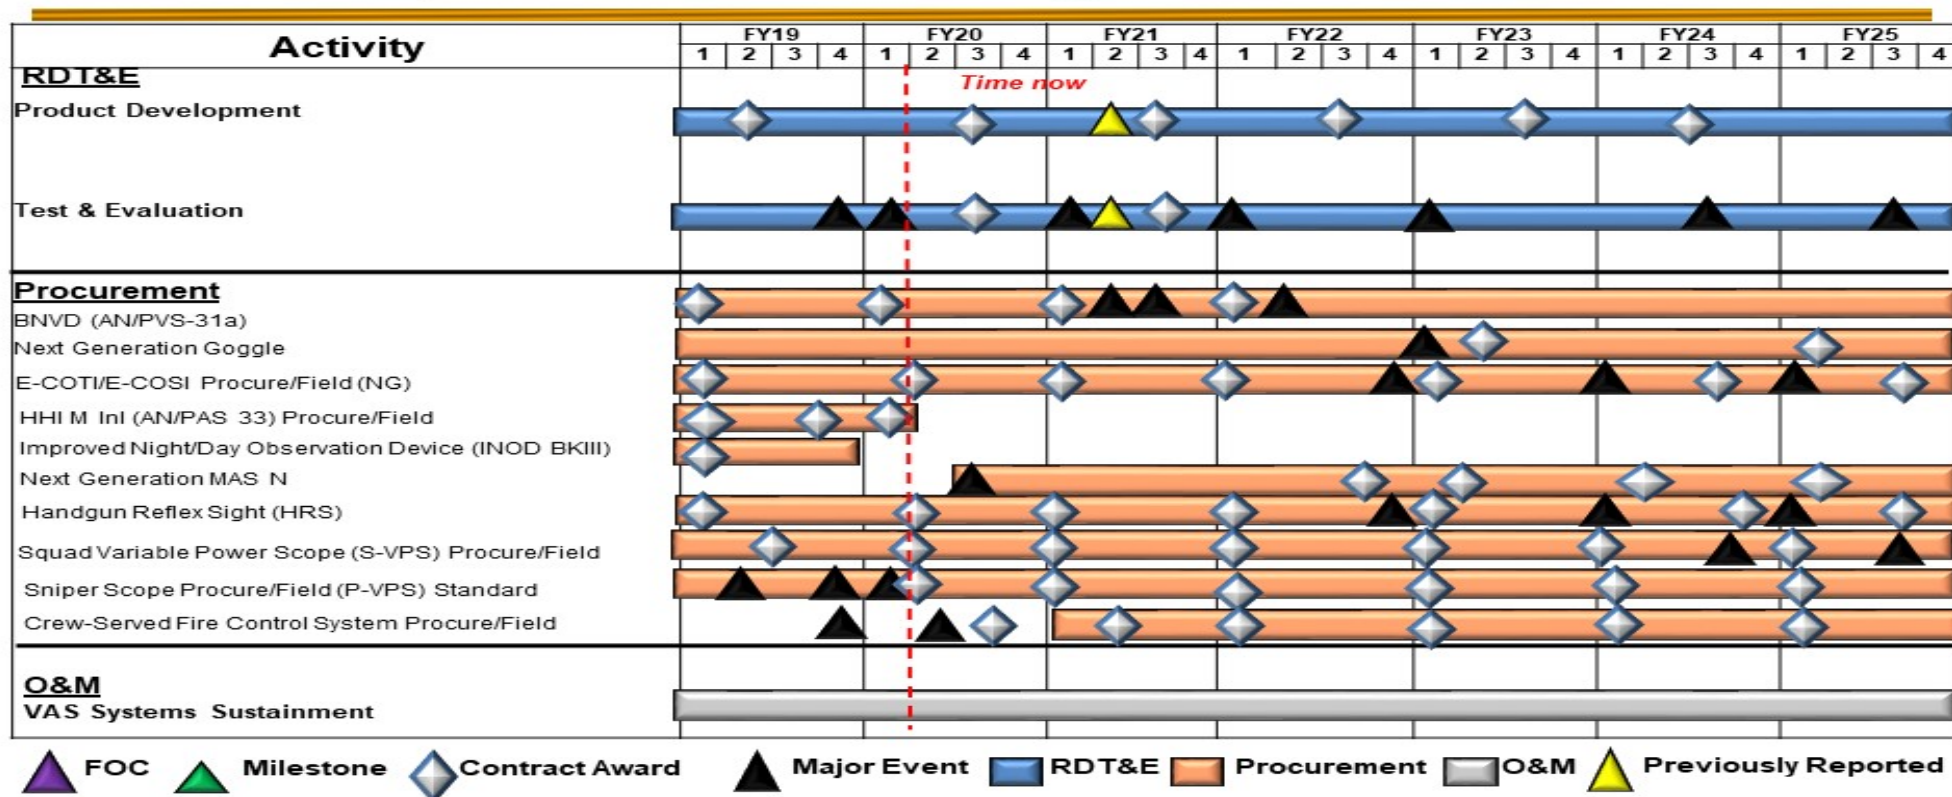 Activity FY19 FY20 FY21 FY22 FY23 FY24 FY25
1 2 3 4 1 2 3 4 1 2 3 4 1 2 3 4 1 2 3 4 1 2 3 4 1 2 3 4
RDT&E
Time now
Product Development
Test & Evaluation
Procurement
BNVD (AN/PVS-31a)
Next Generation Goggle
E-COTI/E-COSI Procure/Field (NG)
HHI M InI (AN/PAS 33) Procure/Field
Improved Night/Day Observation Device (INOD BKIII)
Next Generation MAS N
Handgun Reflex Sight (HRS)
Squad Variable Power Scope (S-VPS) Procure/Field
Sniper Scope Procure/Field (P-VPS) Standard
Crew-Served Fire Control System Procure/Field
O&M
VAS Systems Sustainment
FOC Milestone Contract Award Major Event RDT&E Procurement O&M Previously Reported